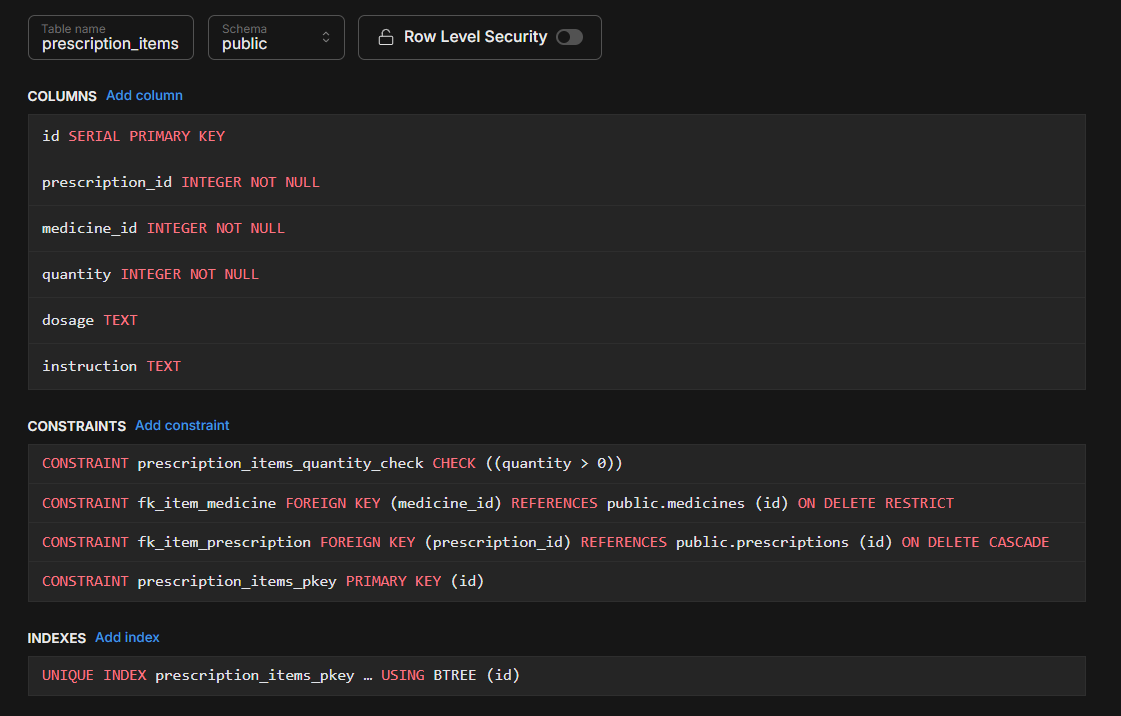 Table name
prescription_items
Schema
public
Row Level Security
COLUMNS Add column
id SERIAL PRIMARY KEY
prescription_id INTEGER NOT NULL
medicine_id INTEGER NOT NULL
quantity INTEGER NOT NULL
dosage TEXT
instruction TEXT
CONSTRAINTS Add constraint
CONSTRAINT prescription_items_quantity_check CHECK ((quantity > 0))
CONSTRAINT fk_item_medicine FOREIGN KEY (medicine_id) REFERENCES public.medicines (id) ON DELETE RESTRICT
CONSTRAINT fk_item_prescription FOREIGN KEY (prescription_id) REFERENCES public.prescriptions (id) ON DELETE CASCADE
CONSTRAINT prescription_items_pkey PRIMARY KEY (id)
INDEXES Add index
UNIQUE INDEX prescription_items_pkey … USING BTREE (id)